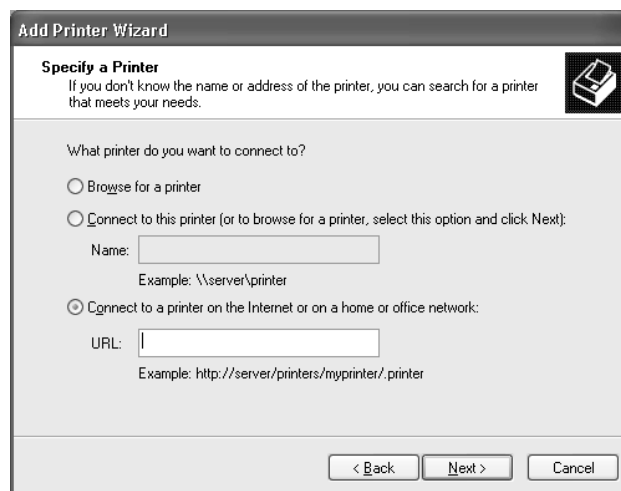 Add Printer Wizard
Specify a Printer
If you don't know the name or address of the printer, you can search for a printer
that meets your needs.
What printer do you want to connect to?
Browse for a printer
Connect to this printer (or to browse for a printer, select this option and click Next):
Name:
Example: \\server\printer
Connect to a printer on the Internet or on a home or office network:
URL:
Example: http://server/printers/myprinter/.printer
< Back Next > Cancel